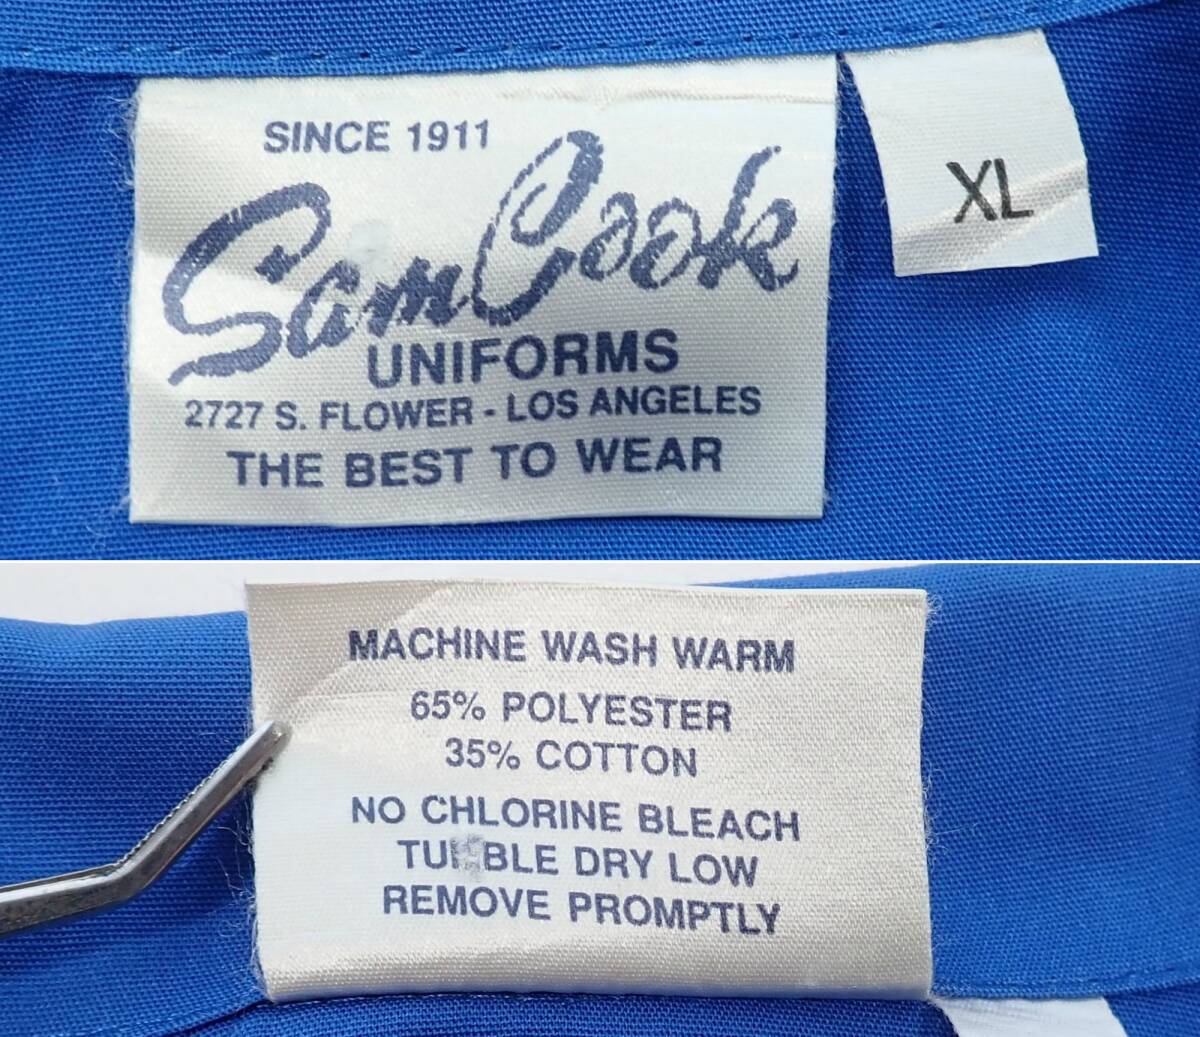 SINCE 1911
Sam Cook
UNIFORMS
2727 S. FLOWER - LOS ANGELES
THE BEST TO WEAR
XL
MACHINE WASH WARM
65% POLYESTER
35% COTTON
NO CHLORINE BLEACH
TUMBLE DRY LOW
REMOVE PROMPTLY